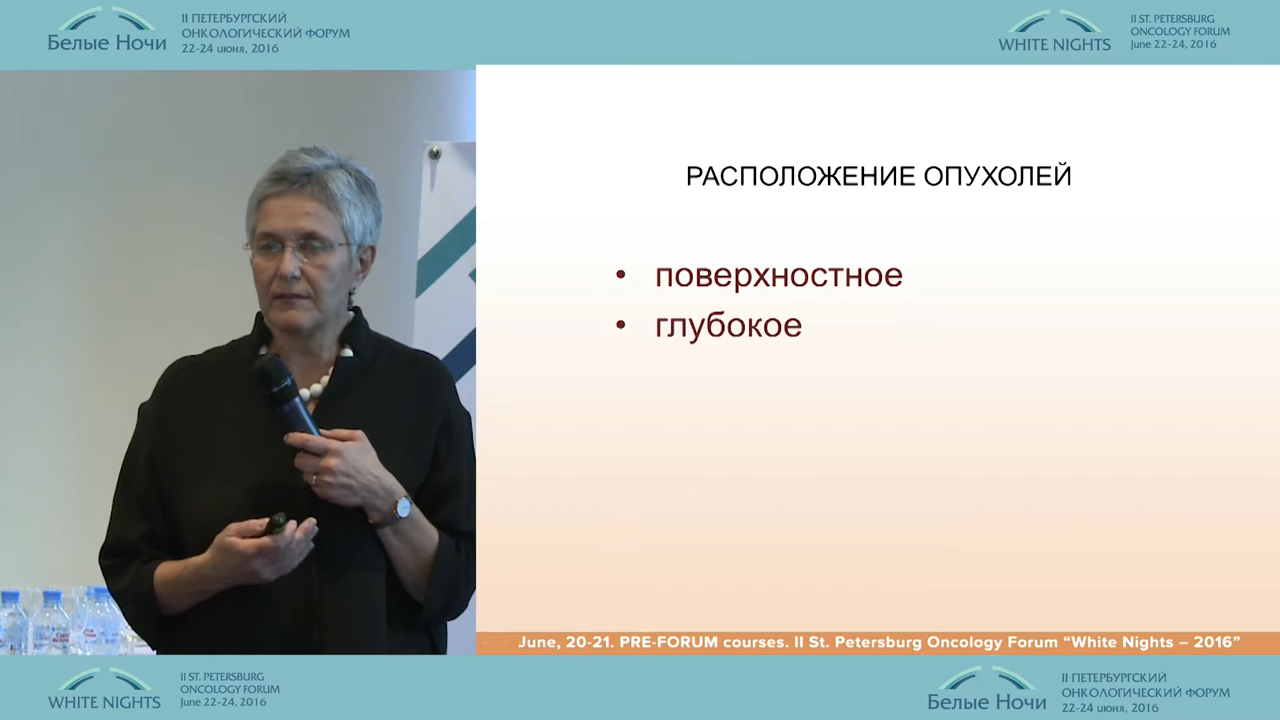 Белые Ночи
II ПЕТЕРБУРГСКИЙ
ОНКОЛОГИЧЕСКИЙ ФОРУМ
22-24 июня, 2016
WHITE NIGHTS
II ST. PETERSBURG
ONCOLOGY FORUM
June 22-24, 2016
РАСПОЛОЖЕНИЕ ОПУХОЛЕЙ
• поверхностное
• глубокое
June, 20-21. PRE-FORUM courses. II St. Petersburg Oncology Forum “White Nights – 2016”
WHITE NIGHTS
II ST. PETERSBURG
ONCOLOGY FORUM
June 22-24, 2016
Белые Ночи
II ПЕТЕРБУРГСКИЙ
ОНКОЛОГИЧЕСКИЙ ФОРУМ
22-24 июня, 2016